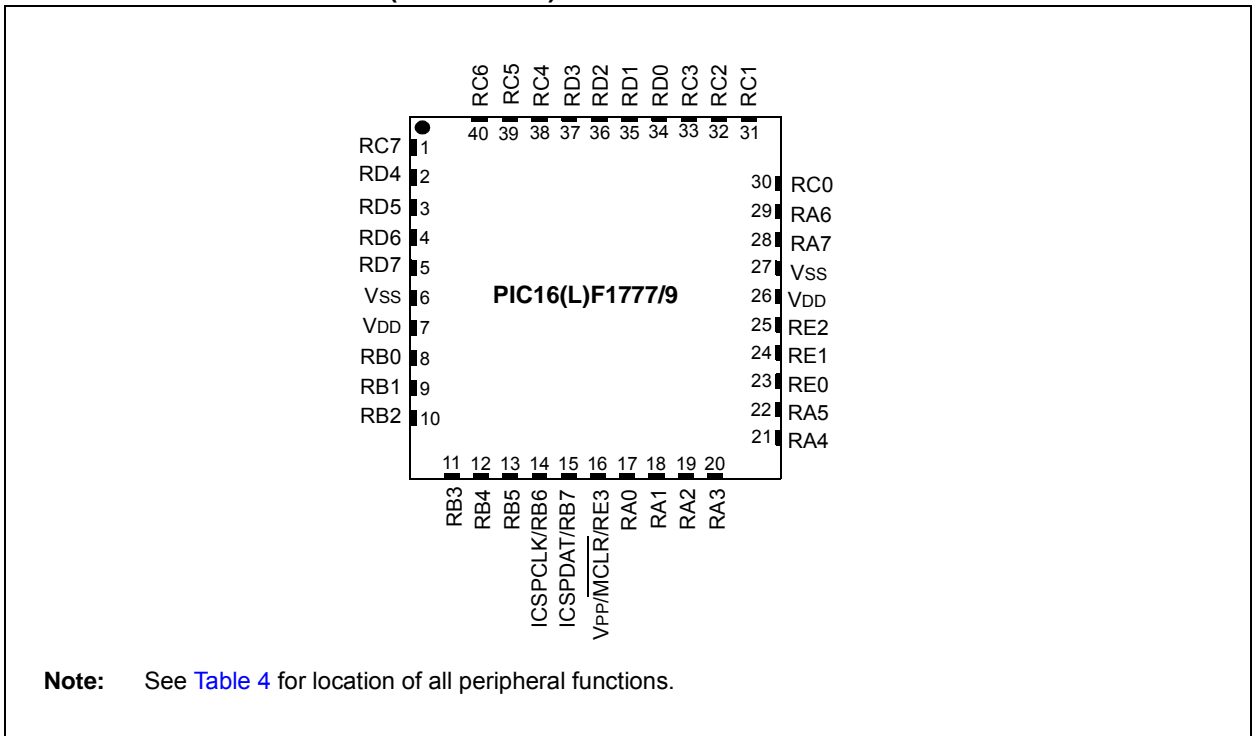 RC6
RC5
RC4
RD3
RD2
RD1
RD0
RC3
RC2
RC1
40 39 38 37 36 35 34 33 32 31
RC7 1
RD4 2
RD5 3
RD6 4
RD7 5
VSS 6
VDD 7
RB0 8
RB1 9
RB2 10
PIC16(L)F1777/9
30 RC0
29 RA6
28 RA7
27 VSS
26 VDD
25 RE2
24 RE1
23 RE0
22 RA5
21 RA4
11 12 13 14 15 16 17 18 19 20
RB3
RB4
RB5
ICSPCLK/RB6
ICSPDAT/RB7
VPP/MCLR/RE3
RA0
RA1
RA2
RA3
Note: See Table 4 for location of all peripheral functions.